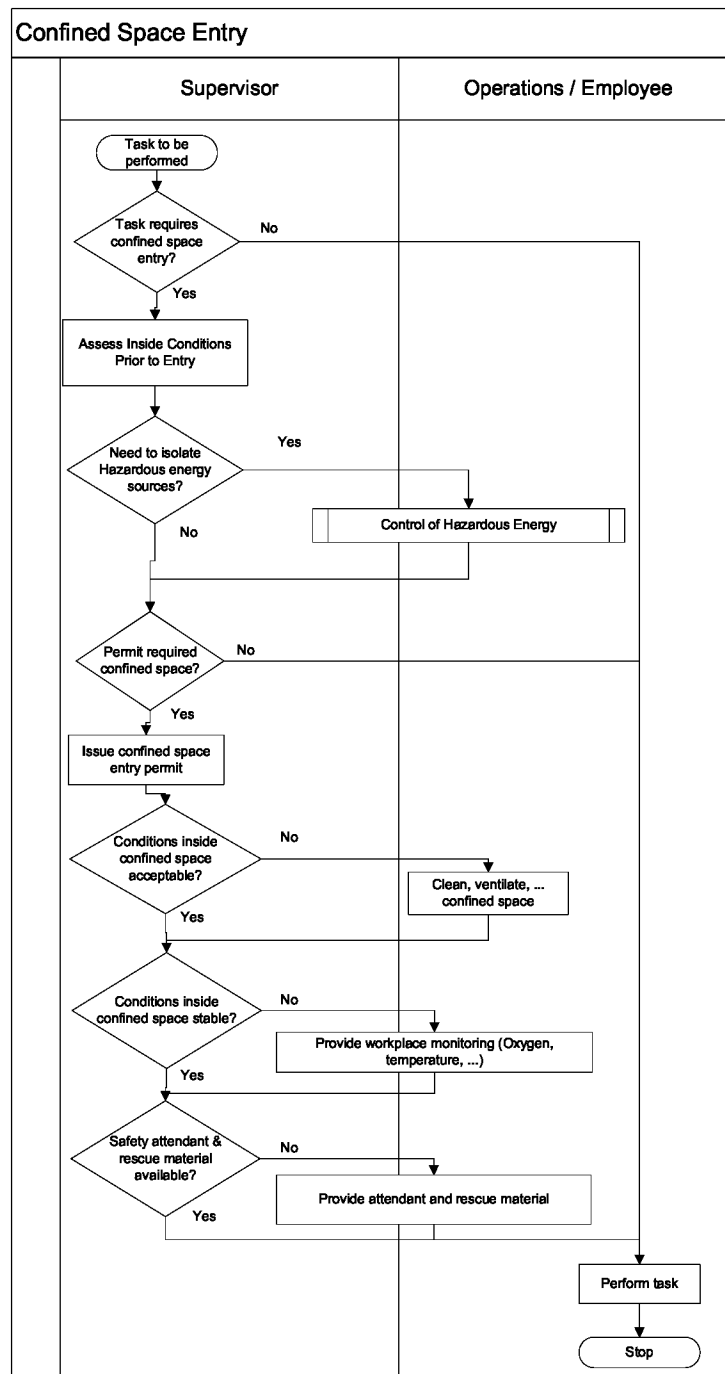 Confined Space Entry
Supervisor
Operations / Employee
Task to be
performed
Task requires
confined space
entry?
No
Yes
Assess Inside Conditions
Prior to Entry
Need to isolate
Hazardous energy
sources?
Yes
No
Control of Hazardous Energy
Permit required
confined space?
No
Yes
Issue confined space
entry permit
Conditions inside
confined space
acceptable?
No
Yes
Clean, ventilate, ...
confined space
Conditions inside
confined space stable?
No
Yes
Provide workplace monitoring (Oxygen,
temperature, ...)
Safety attendant &
rescue material
available?
No
Yes
Provide attendant and rescue material
Perform task
Stop